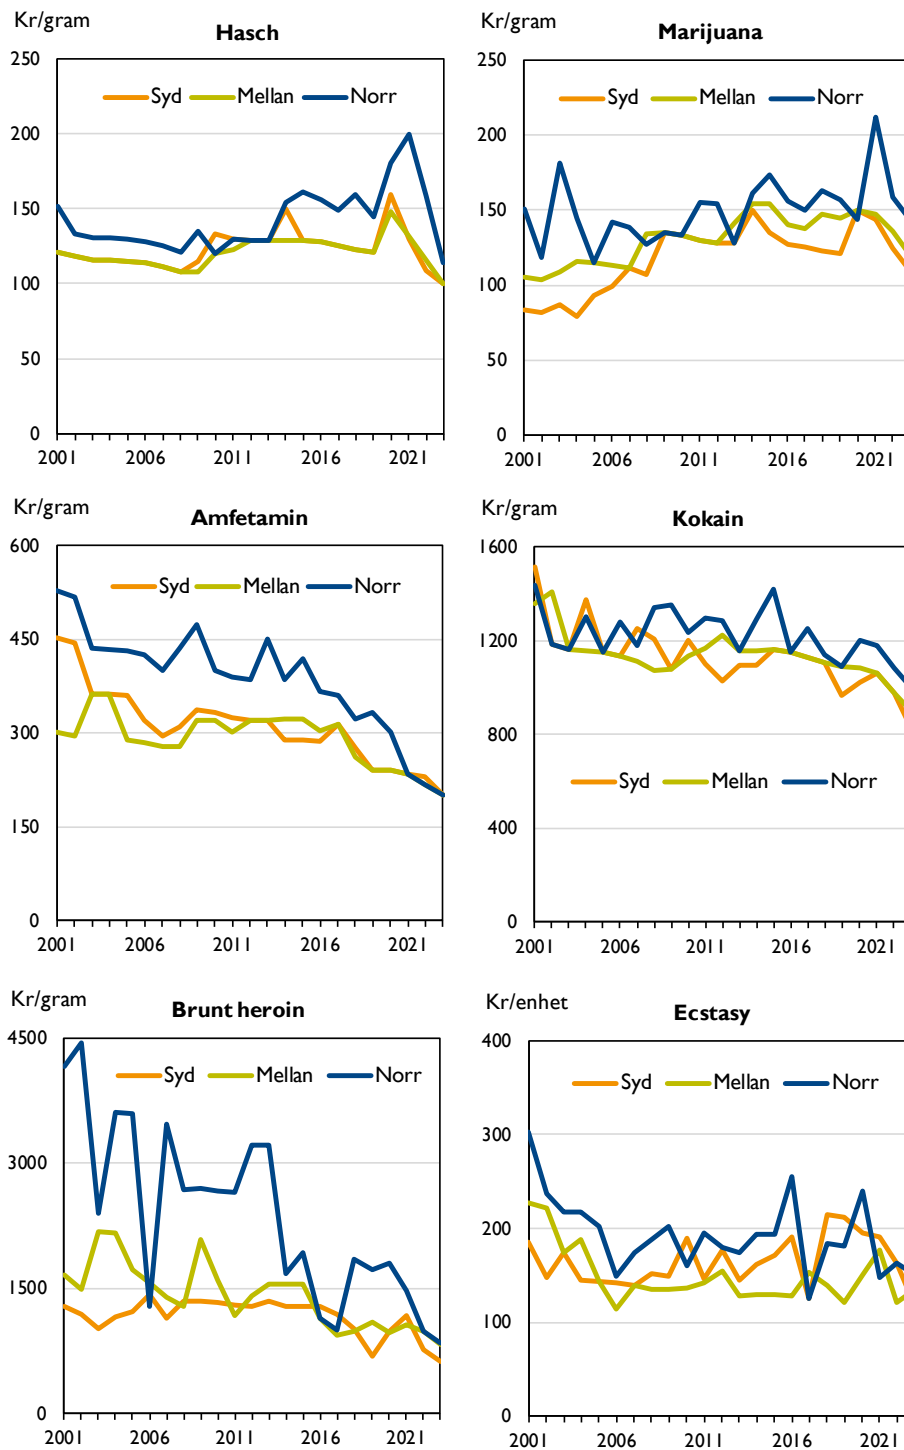 Kr/gram
Hasch
250
Syd Mellan Norr
200
150
100
50
0
2001 2006 2011 2016 2021
Kr/gram
Marijuana
250
Syd Mellan Norr
200
150
100
50
0
2001 2006 2011 2016 2021
Kr/gram
Amfetamin
600
Syd Mellan Norr
450
300
150
0
2001 2006 2011 2016 2021
Kr/gram
Kokain
1600
1200
800
Syd Mellan Norr
400
0
2001 2006 2011 2016 2021
Kr/gram
Brunt heroin
4500
Syd Mellan Norr
3000
1500
0
2001 2006 2011 2016 2021
Kr/enhet
Ecstasy
400
Syd Mellan Norr
300
200
100
0
2001 2006 2011 2016 2021